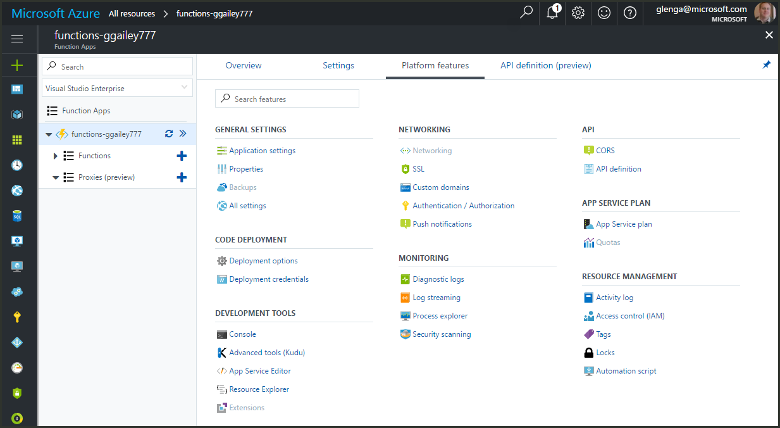 Microsoft Azure All resources > functions-ggailey777
1
glenga@microsoft.com
MICROSOFT
functions-ggailey777
Function Apps
Search
Visual Studio Enterprise
Function Apps
functions-ggailey777
Functions
Proxies (preview)
Overview Settings Platform features API definition (preview)
Search features
GENERAL SETTINGS
Application settings
Properties
Backups
All settings
CODE DEPLOYMENT
Deployment options
Deployment credentials
DEVELOPMENT TOOLS
Console
Advanced tools (Kudu)
App Service Editor
Resource Explorer
Extensions
NETWORKING
Networking
SSL
Custom domains
Authentication / Authorization
Push notifications
MONITORING
Diagnostic logs
Log streaming
Process explorer
Security scanning
API
CORS
API definition
APP SERVICE PLAN
App Service plan
Quotas
RESOURCE MANAGEMENT
Activity log
Access control (IAM)
Tags
Locks
Automation script